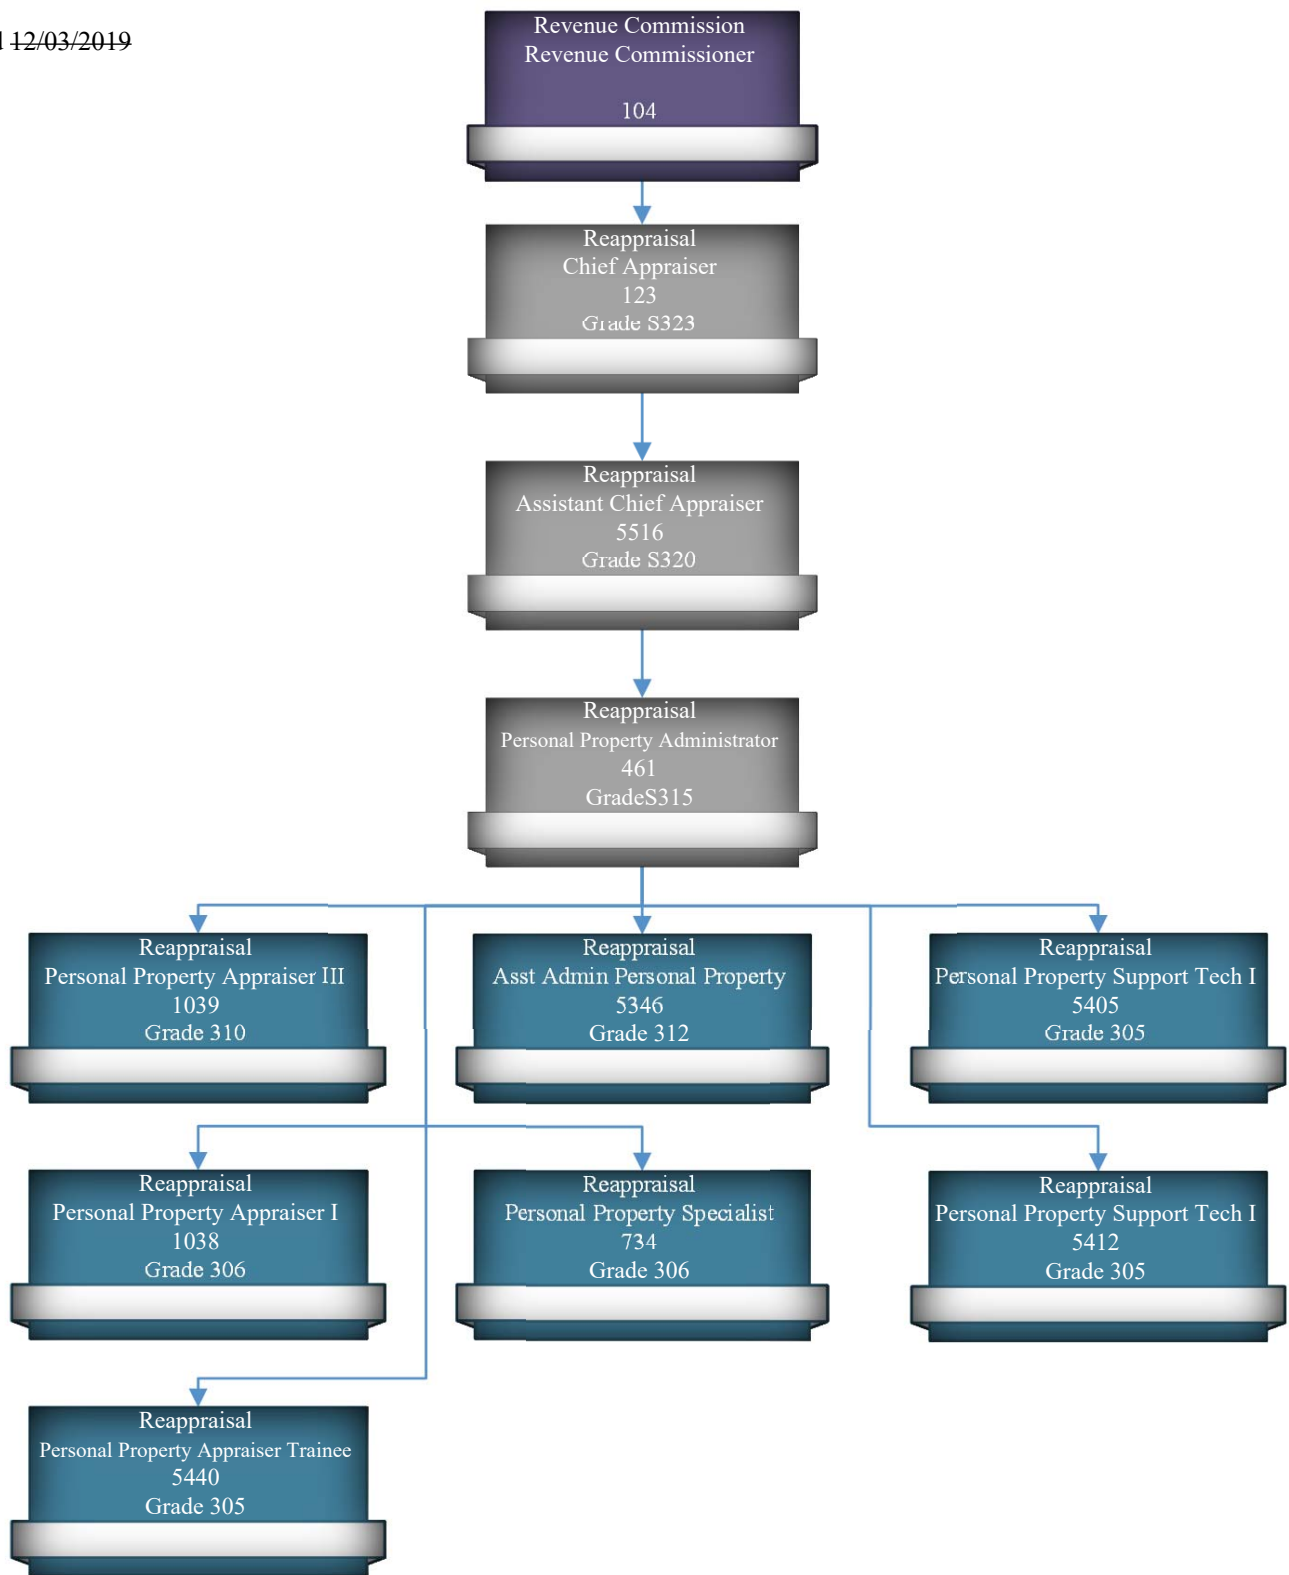 12/03/2019
Revenue Commission
Revenue Commissioner
104
Reappraisal
Chief Appraiser
123
Grade S323
Reappraisal
Assistant Chief Appraiser
5516
Grade S320
Reappraisal
Personal Property Administrator
461
GradeS315
Reappraisal
Personal Property Appraiser III
1039
Grade 310
Reappraisal
Asst Admin Personal Property
5346
Grade 312
Reappraisal
Personal Property Support Tech I
5405
Grade 305
Reappraisal
Personal Property Appraiser I
1038
Grade 306
Reappraisal
Personal Property Specialist
734
Grade 306
Reappraisal
Personal Property Support Tech I
5412
Grade 305
Reappraisal
Personal Property Appraiser Trainee
5440
Grade 305